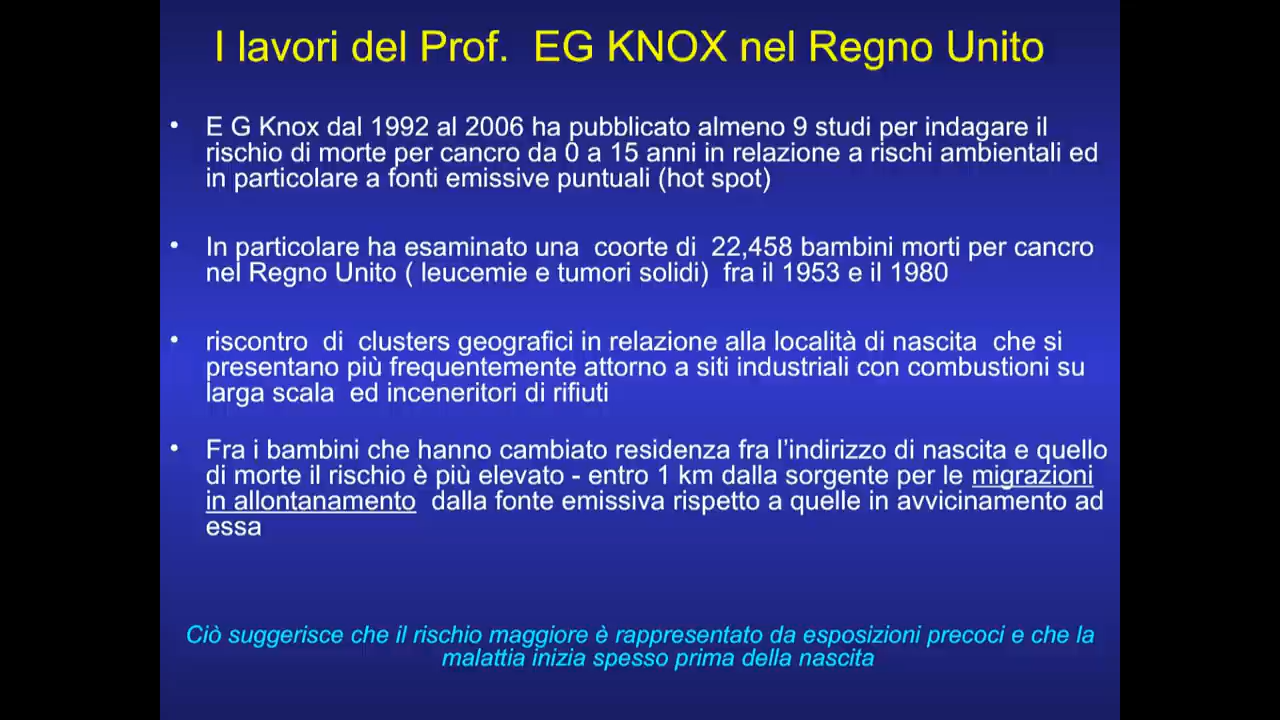 I lavori del Prof.  EG KNOX nel Regno Unito
• E G Knox dal 1992 al 2006 ha pubblicato almeno 9 studi per indagare il
rischio di morte per cancro da 0 a 15 anni in relazione a rischi ambientali ed
in particolare a fonti emissive puntuali (hot spot)
• In particolare ha esaminato una  coorte di  22,458 bambini morti per cancro
nel Regno Unito ( leucemie e tumori solidi)  fra il 1953 e il 1980
• riscontro  di  clusters geografici in relazione alla località di nascita  che si
presentano più frequentemente attorno a siti industriali con combustioni su
larga scala  ed inceneritori di rifiuti
• Fra i bambini che hanno cambiato residenza fra l’indirizzo di nascita e quello
di morte il rischio è più elevato - entro 1 km dalla sorgente per le migrazioni
in allontanamento  dalla fonte emissiva rispetto a quelle in avvicinamento ad
essa
Ciò suggerisce che il rischio maggiore è rappresentato da esposizioni precoci e che la
malattia inizia spesso prima della nascita